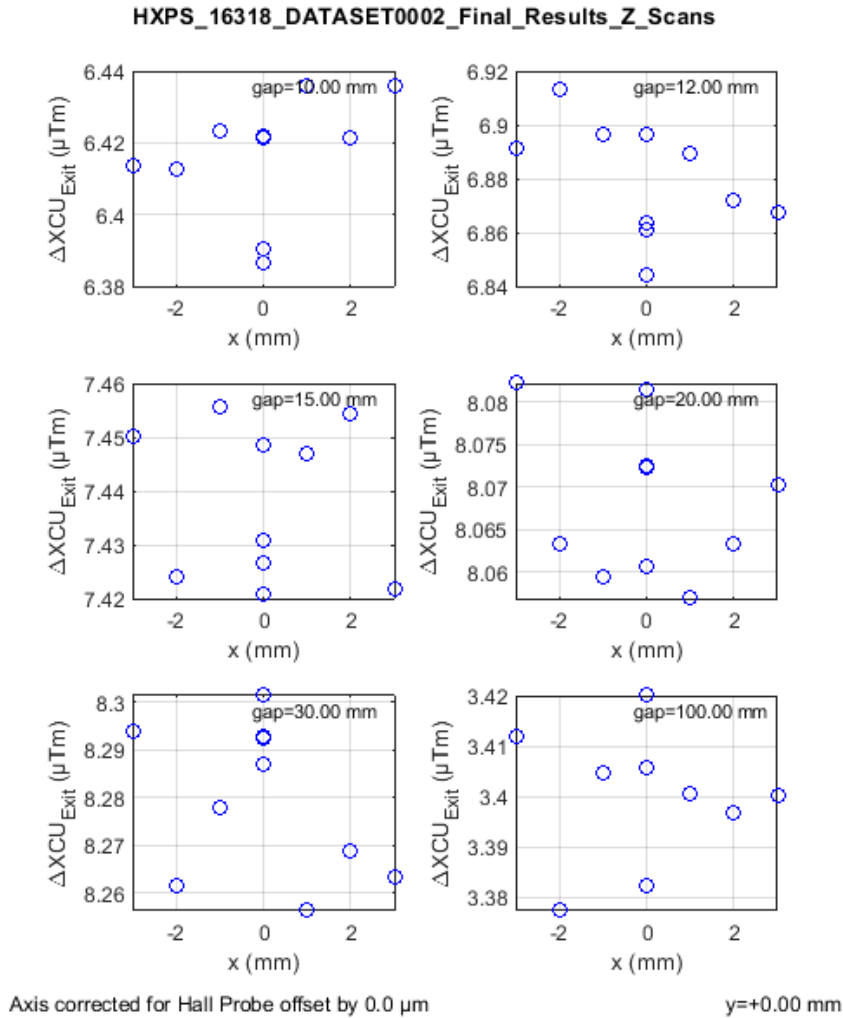 HXPS_16318_DATASET0002_Final_Results_Z_Scans
6.44
6.42
6.4
6.38
ΔXCU_Exit (μTm)
gap=10.00 mm
-2 0 2
x (mm)
6.92
6.9
6.88
6.86
6.84
ΔXCU_Exit (μTm)
gap=12.00 mm
-2 0 2
x (mm)
7.46
7.45
7.44
7.43
7.42
ΔXCU_Exit (μTm)
gap=15.00 mm
-2 0 2
x (mm)
8.08
8.075
8.07
8.065
8.06
ΔXCU_Exit (μTm)
gap=20.00 mm
-2 0 2
x (mm)
8.3
8.29
8.28
8.27
8.26
ΔXCU_Exit (μTm)
gap=30.00 mm
-2 0 2
x (mm)
3.42
3.41
3.4
3.39
3.38
ΔXCU_Exit (μTm)
gap=100.00 mm
-2 0 2
x (mm)
Axis corrected for Hall Probe offset by 0.0 μm
y=+0.00 mm